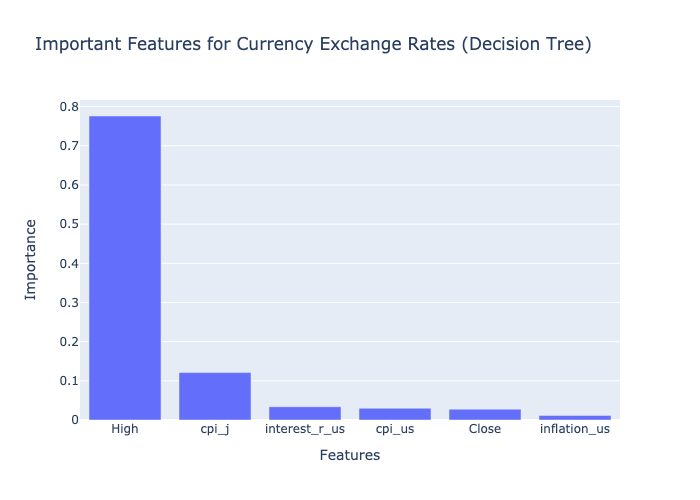 Important Features for Currency Exchange Rates (Decision Tree)
0.8
0.7
0.6
0.5
0.4
0.3
0.2
0.1
0
Importance
High cpi_j interest_r_us cpi_us Close inflation_us
Features